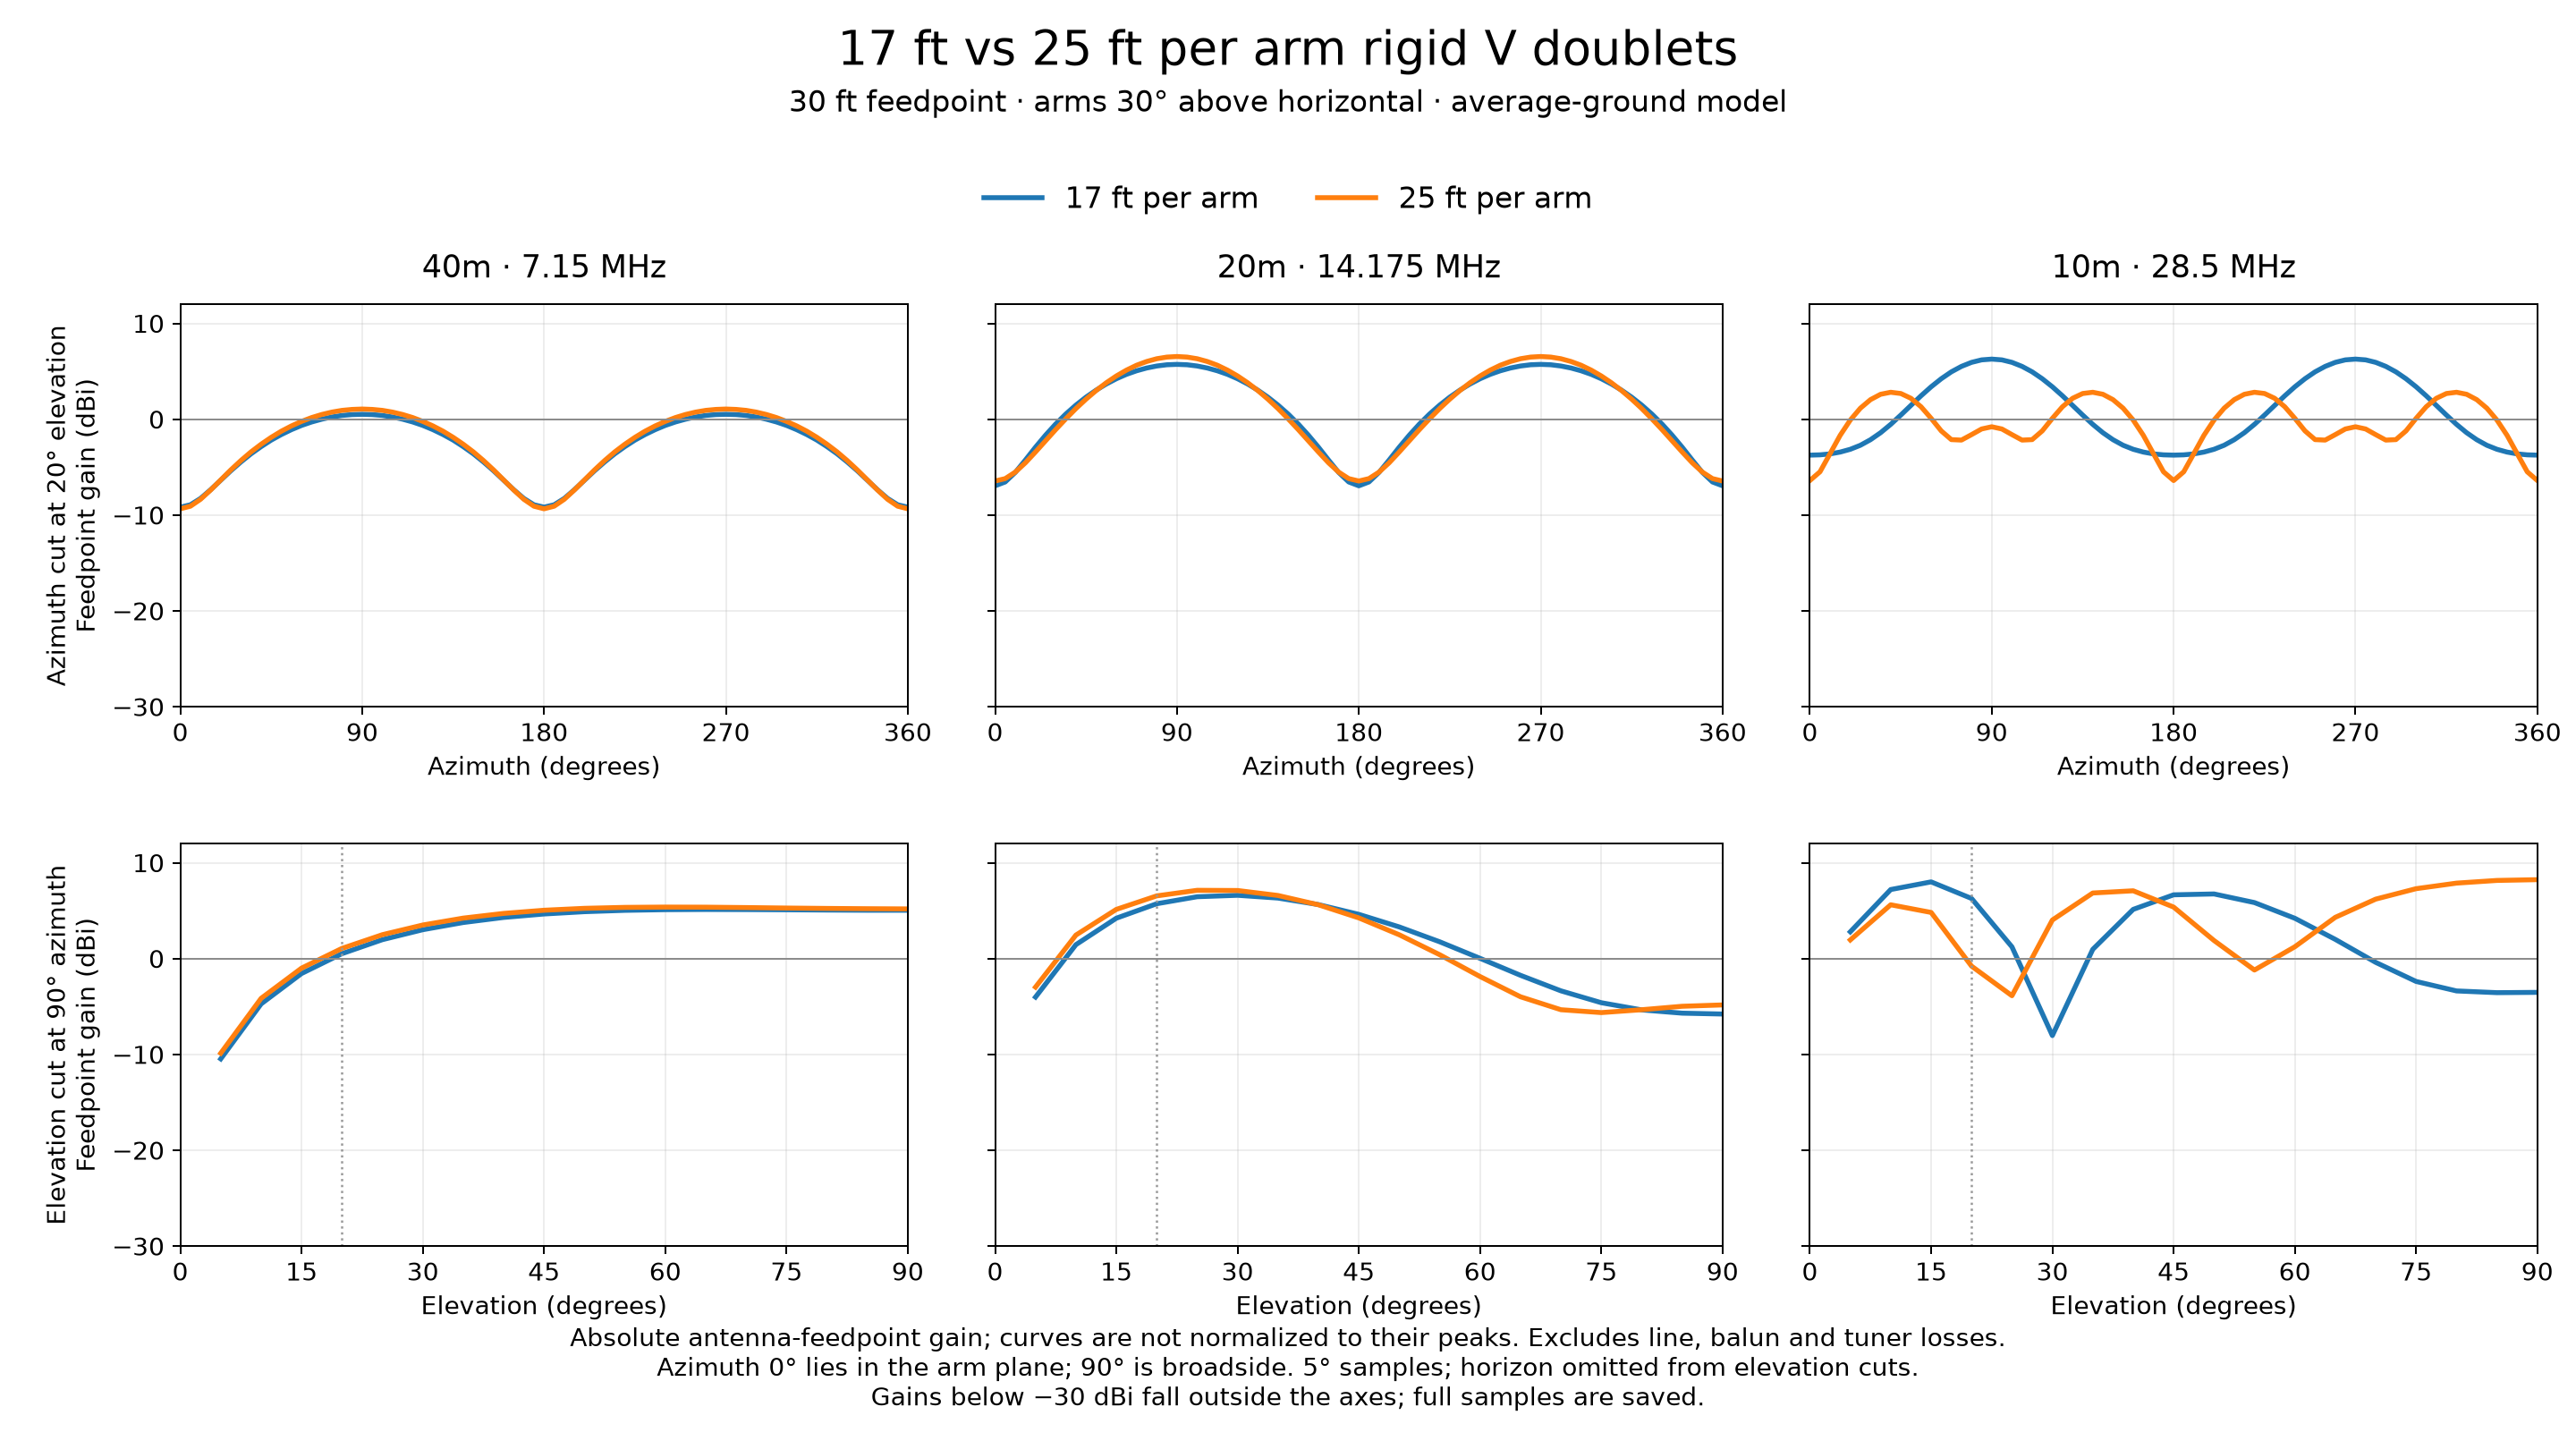 17 ft vs 25 ft per arm rigid V doublets
30 ft feedpoint · arms 30° above horizontal · average-ground model
17 ft per arm
25 ft per arm
40m · 7.15 MHz
20m · 14.175 MHz
10m · 28.5 MHz
Azimuth cut at 20° elevation
Feedpoint gain (dBi)
10
0
−10
−20
−30
0 90 180 270 360
0 90 180 270 360
0 90 180 270 360
Azimuth (degrees)
Azimuth (degrees)
Azimuth (degrees)
Elevation cut at 90° azimuth
Feedpoint gain (dBi)
10
0
−10
−20
−30
0 15 30 45 60 75 90
0 15 30 45 60 75 90
0 15 30 45 60 75 90
Elevation (degrees)
Elevation (degrees)
Elevation (degrees)
Absolute antenna-feedpoint gain; curves are not normalized to their peaks. Excludes line, balun and tuner losses.
Azimuth 0° lies in the arm plane; 90° is broadside. 5° samples; horizon omitted from elevation cuts.
Gains below −30 dBi fall outside the axes; full samples are saved.